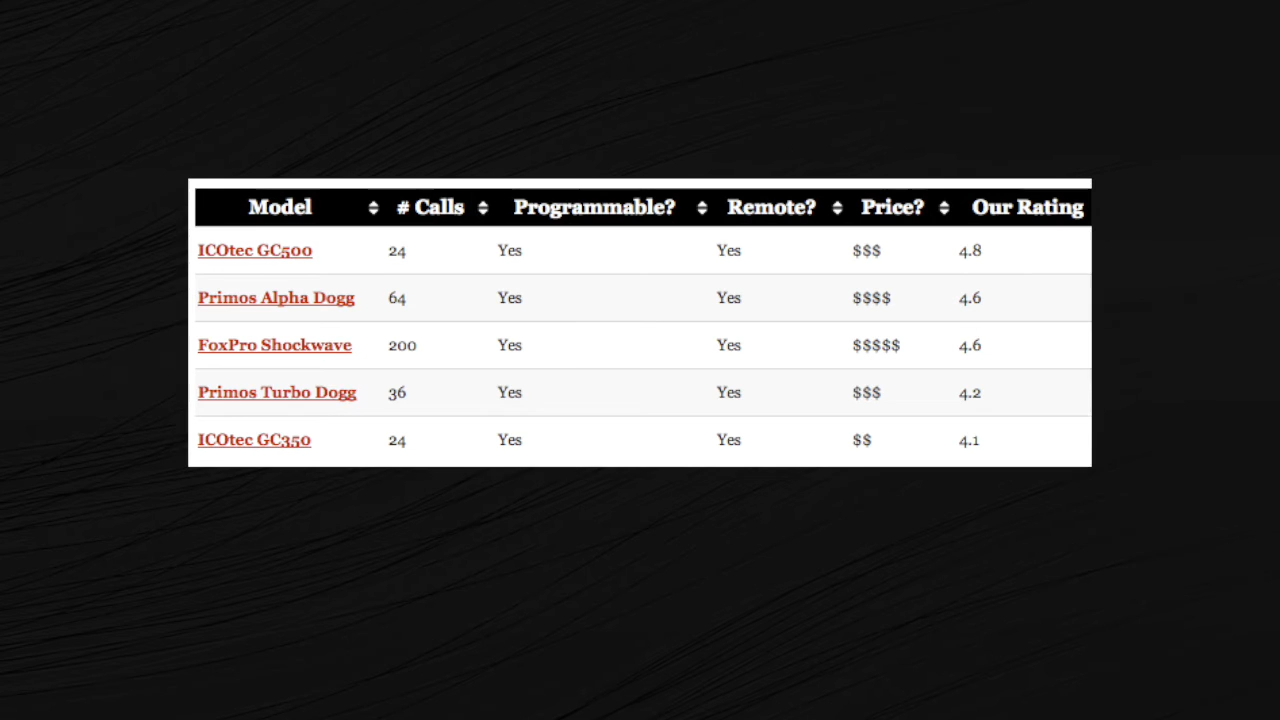 Model # Calls Programmable? Remote? Price? Our Rating
ICOtec GC500 24 Yes Yes $$$ 4.8
Primos Alpha Dogg 64 Yes Yes $$$$ 4.6
FoxPro Shockwave 200 Yes Yes $$$$$ 4.6
Primos Turbo Dogg 36 Yes Yes $$$ 4.2
ICOtec GC350 24 Yes Yes $$ 4.1